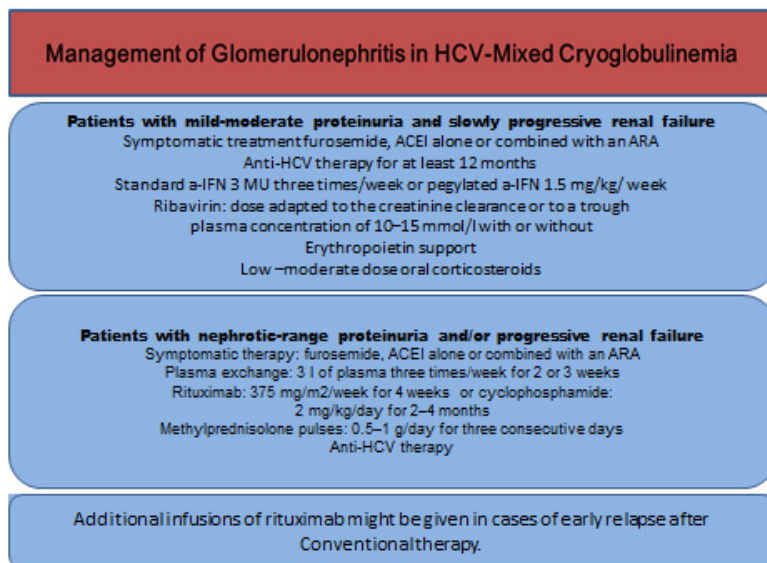 Management of Glomerulonephritis in HCV-Mixed Cryoglobulinemia
Patients with mild-moderate proteinuria and slowly progressive renal failure
Symptomatic treatment furosemide, ACEI alone or combined with an ARA
Anti-HCV therapy for at least 12 months
Standard a-IFN 3 MU three times/week or pegylated a-IFN 1.5 mg/kg/ week
Ribavirin: dose adapted to the creatinine clearance or to a trough
plasma concentration of 10–15 mmol/l with or without
Erythropoietin support
Low –moderate dose oral corticosteroids
Patients with nephrotic-range proteinuria and/or progressive renal failure
Symptomatic therapy: furosemide, ACEI alone or combined with an ARA
Plasma exchange: 3 l of plasma three times/week for 2 or 3 weeks
Rituximab: 375 mg/m2/week for 4 weeks or cyclophosphamide:
2 mg/kg/day for 2–4 months
Methylprednisolone pulses: 0.5–1 g/day for three consecutive days
Anti-HCV therapy
Additional infusions of rituximab might be given in cases of early relapse after
Conventional therapy.